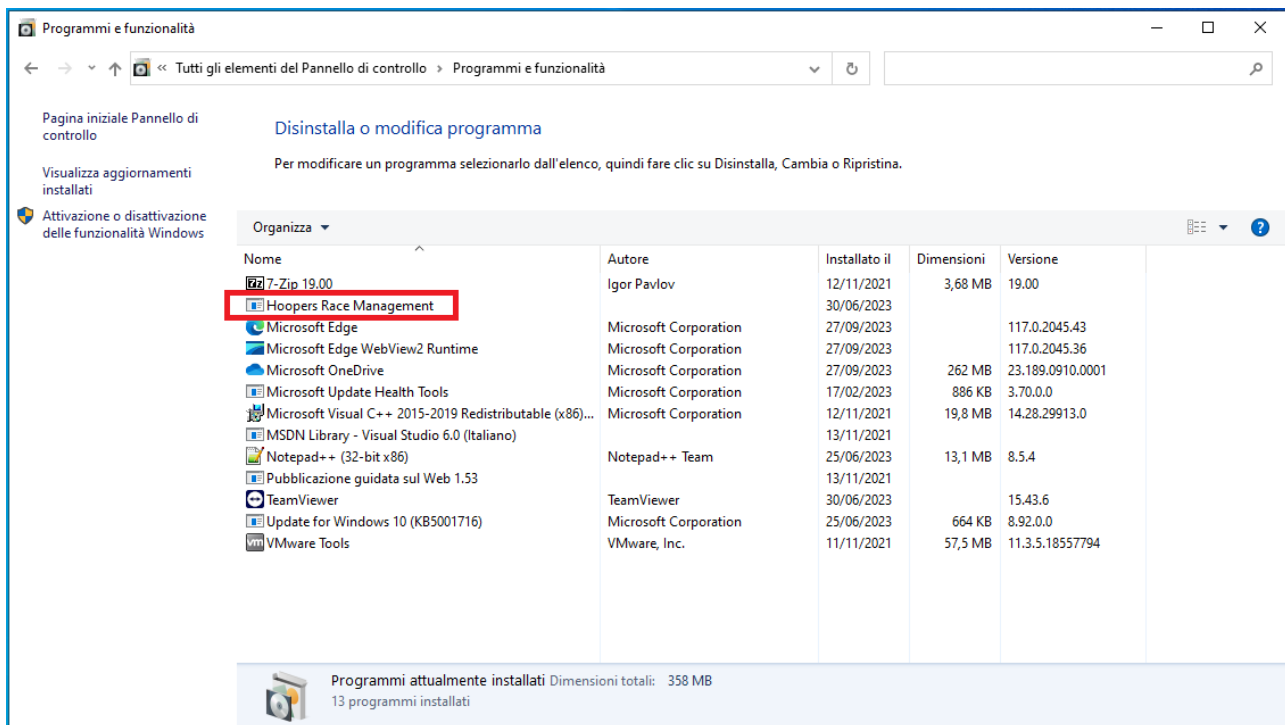 Programmi e funzionalità
« Tutti gli elementi del Pannello di controllo › Programmi e funzionalità
Pagina iniziale Pannello di
controllo
Visualizza aggiornamenti
installati
Attivazione o disattivazione
delle funzionalità Windows
Disinstalla o modifica programma
Per modificare un programma selezionarlo dall'elenco, quindi fare clic su Disinstalla, Cambia o Ripristina.
Organizza
Nome Autore Installato il Dimensioni Versione
7-Zip 19.00 Igor Pavlov 12/11/2021 3,68 MB 19.00
Hoopers Race Management 30/06/2023
Microsoft Edge Microsoft Corporation 27/09/2023 117.0.2045.43
Microsoft Edge WebView2 Runtime Microsoft Corporation 27/09/2023 117.0.2045.36
Microsoft OneDrive Microsoft Corporation 27/09/2023 262 MB 23.189.0910.0001
Microsoft Update Health Tools Microsoft Corporation 17/02/2023 886 KB 3.70.0.0
Microsoft Visual C++ 2015-2019 Redistributable (x86)... Microsoft Corporation 12/11/2021 19,8 MB 14.28.29913.0
MSDN Library - Visual Studio 6.0 (Italiano) 13/11/2021
Notepad++ (32-bit x86) Notepad++ Team 25/06/2023 13,1 MB 8.5.4
Pubblicazione guidata sul Web 1.53 13/11/2021
TeamViewer TeamViewer 30/06/2023 15.43.6
Update for Windows 10 (KB5001716) Microsoft Corporation 25/06/2023 664 KB 8.92.0.0
VMware Tools VMware, Inc. 11/11/2021 57,5 MB 11.3.5.18557794
Programmi attualmente installati Dimensioni totali: 358 MB
13 programmi installati